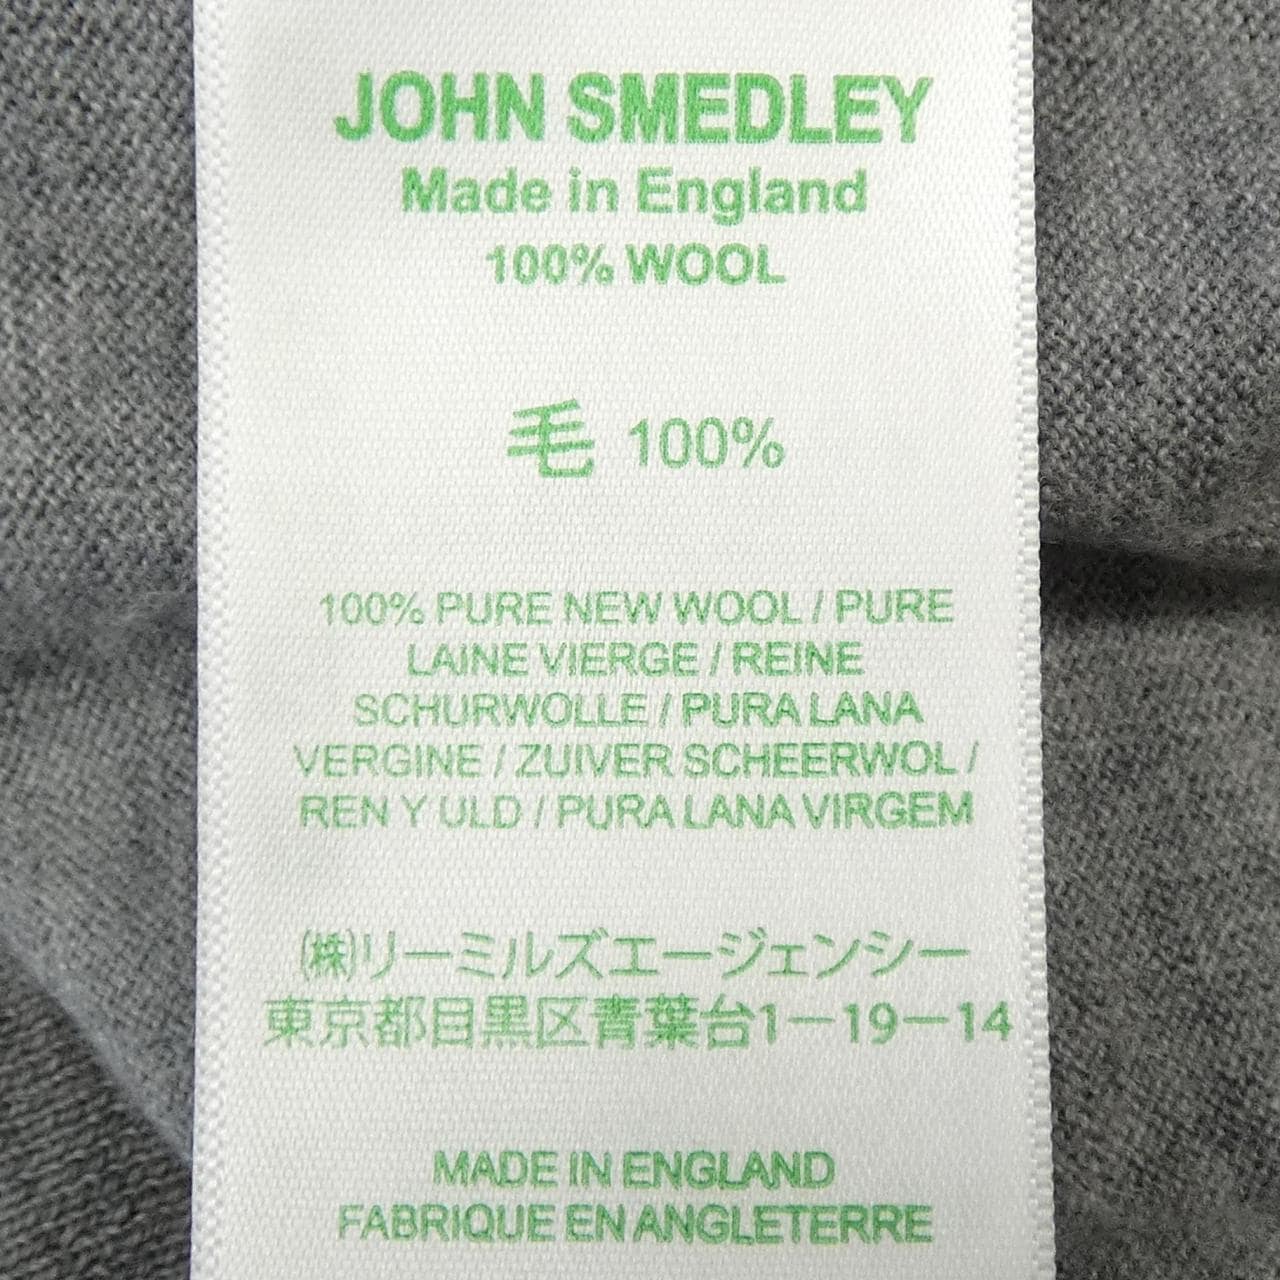 JOHN SMEDLEY
Made in England
100% WOOL
毛 100%
100% PURE NEW WOOL / PURE
LAINE VIERGE / REINE
SCHURWOLLE / PURA LANA
VERGINE / ZUIVER SCHEERWOL /
REN Y ULD / PURA LANA VIRGEM
㈱リーミルズエージェンシー
東京都目黒区青葉台1－19－14
MADE IN ENGLAND
FABRIQUE EN ANGLETERRE